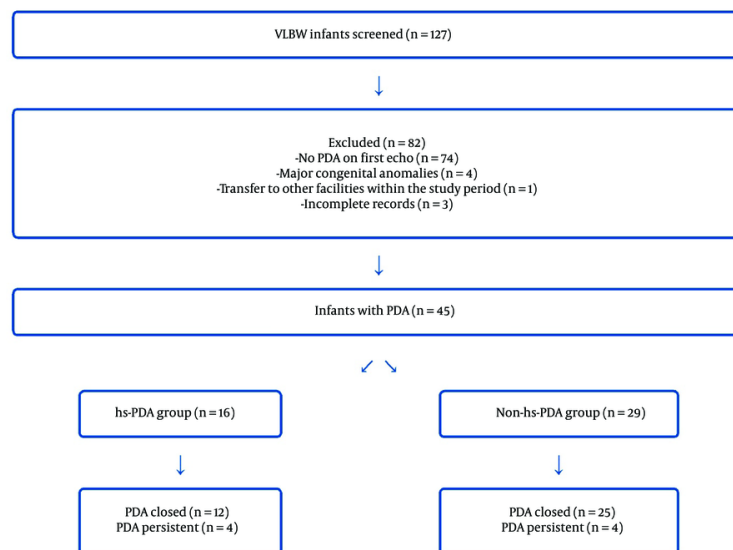 VLBW infants screened (n = 127)
Excluded (n = 82)
-No PDA on first echo (n = 74)
-Major congenital anomalies (n = 4)
-Transfer to other facilities within the study period (n = 1)
-Incomplete records (n = 3)
Infants with PDA (n = 45)
hs-PDA group (n = 16)
Non-hs-PDA group (n = 29)
PDA closed (n = 12)
PDA persistent (n = 4)
PDA closed (n = 25)
PDA persistent (n = 4)